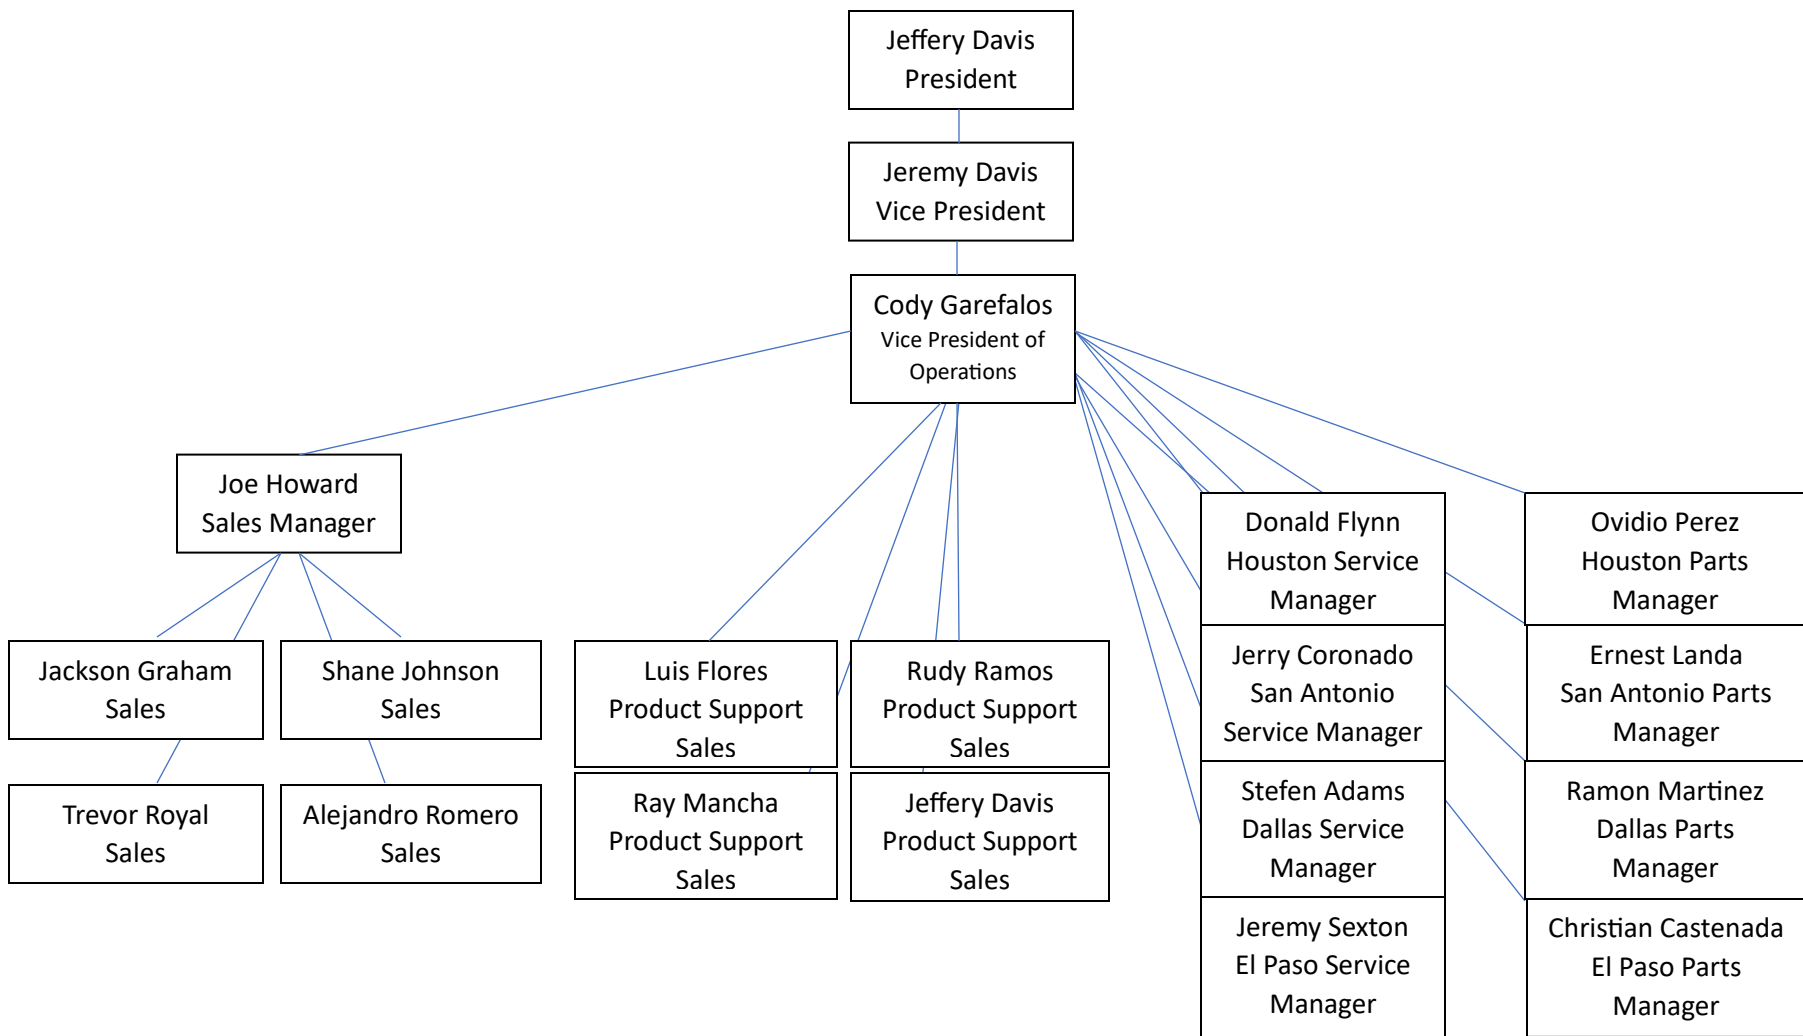 Jeffery Davis
President
Jeremy Davis
Vice President
Cody Garefalos
Vice President of
Operations
Joe Howard
Sales Manager
Jackson Graham
Sales
Shane Johnson
Sales
Trevor Royal
Sales
Alejandro Romero
Sales
Luis Flores
Product Support
Sales
Rudy Ramos
Product Support
Sales
Ray Mancha
Product Support
Sales
Jeffery Davis
Product Support
Sales
Donald Flynn
Houston Service
Manager
Ovidio Perez
Houston Parts
Manager
Jerry Coronado
San Antonio
Service Manager
Ernest Landa
San Antonio Parts
Manager
Stefen Adams
Dallas Service
Manager
Ramon Martinez
Dallas Parts
Manager
Jeremy Sexton
El Paso Service
Manager
Christian Castenada
El Paso Parts
Manager